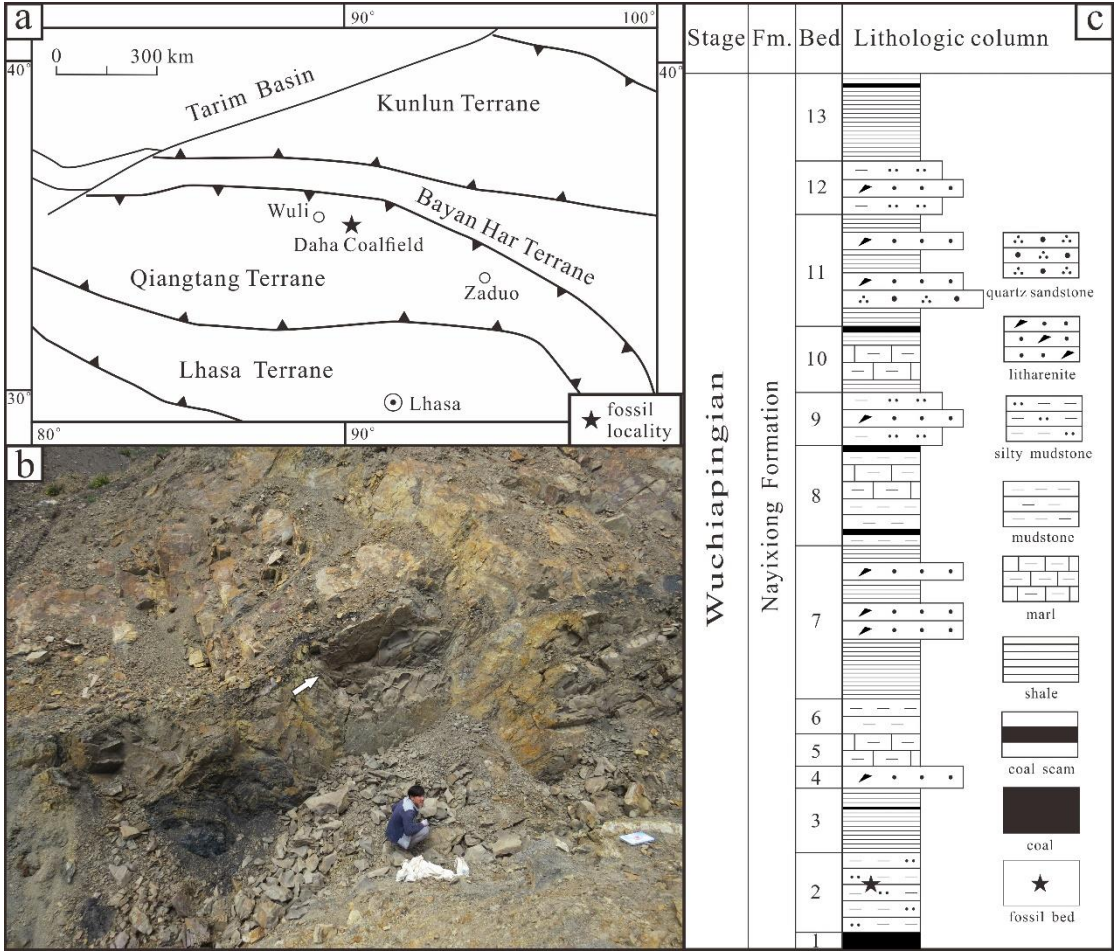 a
90°
100°
0 300 km
40°
40°
Tarim Basin
Kunlun Terrane
Bayan Har Terrane
Wuli
Daha Coalfield
Qiangtang Terrane
Zaduo
Lhasa Terrane
Lhasa
30°
30°
fossil
locality
80°
90°
b
c
Stage Fm. Bed Lithologic column
Wuchiapingian
Nayixiong Formation
13
12
11
10
9
8
7
6
5
4
3
2
1
quartz sandstone
litharenite
silty mudstone
mudstone
marl
shale
coal scam
coal
fossil bed